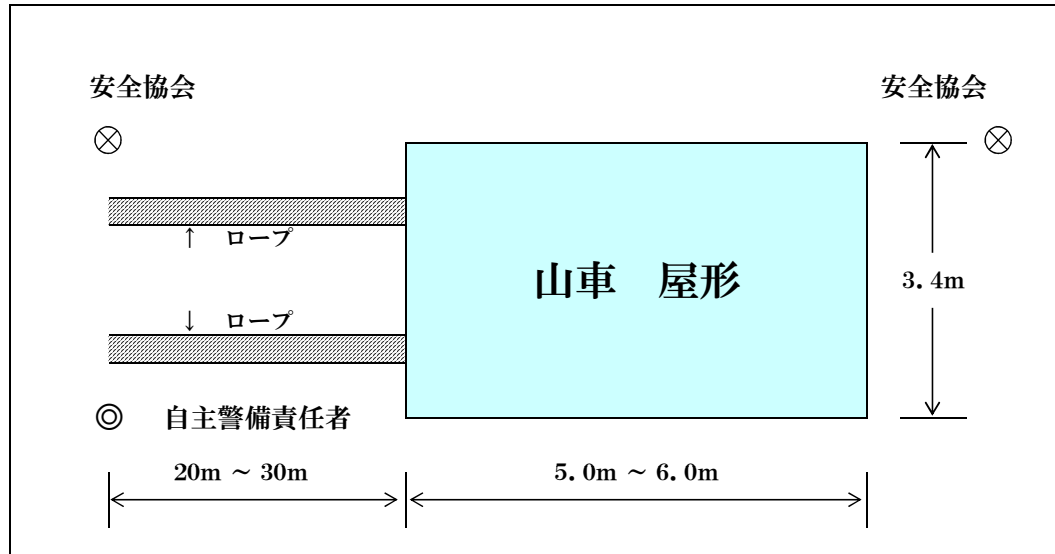 安全協会
安全協会
↑ ロープ
山車 屋形
3.4m
↓ ロープ
自主警備責任者
20m ～ 30m
5.0m ～ 6.0m